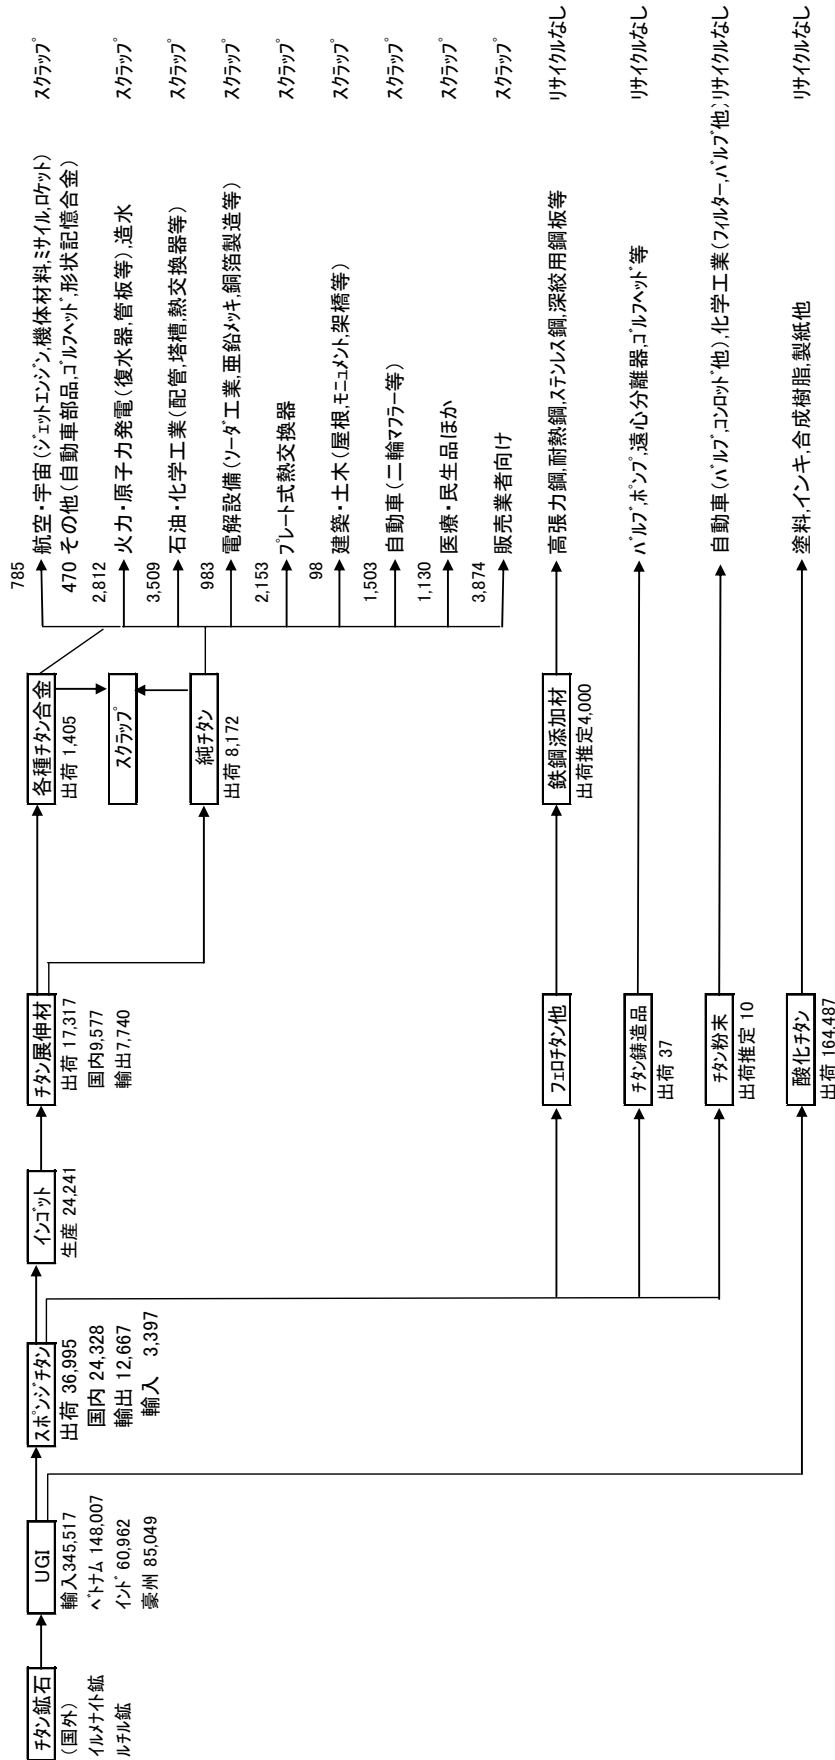 チタン鉱石
(国外)
イルメナイト鉱
ルチル鉱
UGI
輸入345,517
ベトナム 148,007
インド 60,962
豪州 85,049
スポンジチタン
出荷 36,995
国内 24,328
輸出 12,667
輸入 3,397
インゴット
生産 24,241
チタン展伸材
出荷 17,317
国内9,577
輸出7,740
各種チタン合金
出荷 1,405
スクラップ
純チタン
出荷 8,172
785
航空・宇宙(ジェットエンジン,機体材料,ミサイル,ロケット)
スクラップ
470 その他(自動車部品,ゴルフヘッド,形状記憶合金)
2,812
火力・原子力発電(復水器,管板等),造水
スクラップ
3,509
石油・化学工業(配管,塔槽,熱交換器等)
スクラップ
983
電解設備(ソーダ工業,亜鉛メッキ,銅箔製造等)
スクラップ
2,153
プレート式熱交換器
スクラップ
98
建築・土木(屋根,モニュメント,架橋等)
スクラップ
1,503
自動車(二輪マフラー等)
スクラップ
1,130
医療・民生品ほか
スクラップ
3,874
販売業者向け
スクラップ
フェロチタン他
鉄鋼添加材
出荷推定4,000
高張力鋼,耐熱鋼,ステンレス鋼,深絞用鋼板等
リサイクルなし
チタン鋳造品
出荷 37
バルブ,ポンプ,遠心分離器,ゴルフヘッド等
リサイクルなし
チタン粉末
出荷推定 10
自動車(バルブ,コンロッド他),化学工業(フィルター,バルブ他)
リサイクルなし
酸化チタン
出荷 164,487
塗料,インキ,合成樹脂,製紙他
リサイクルなし